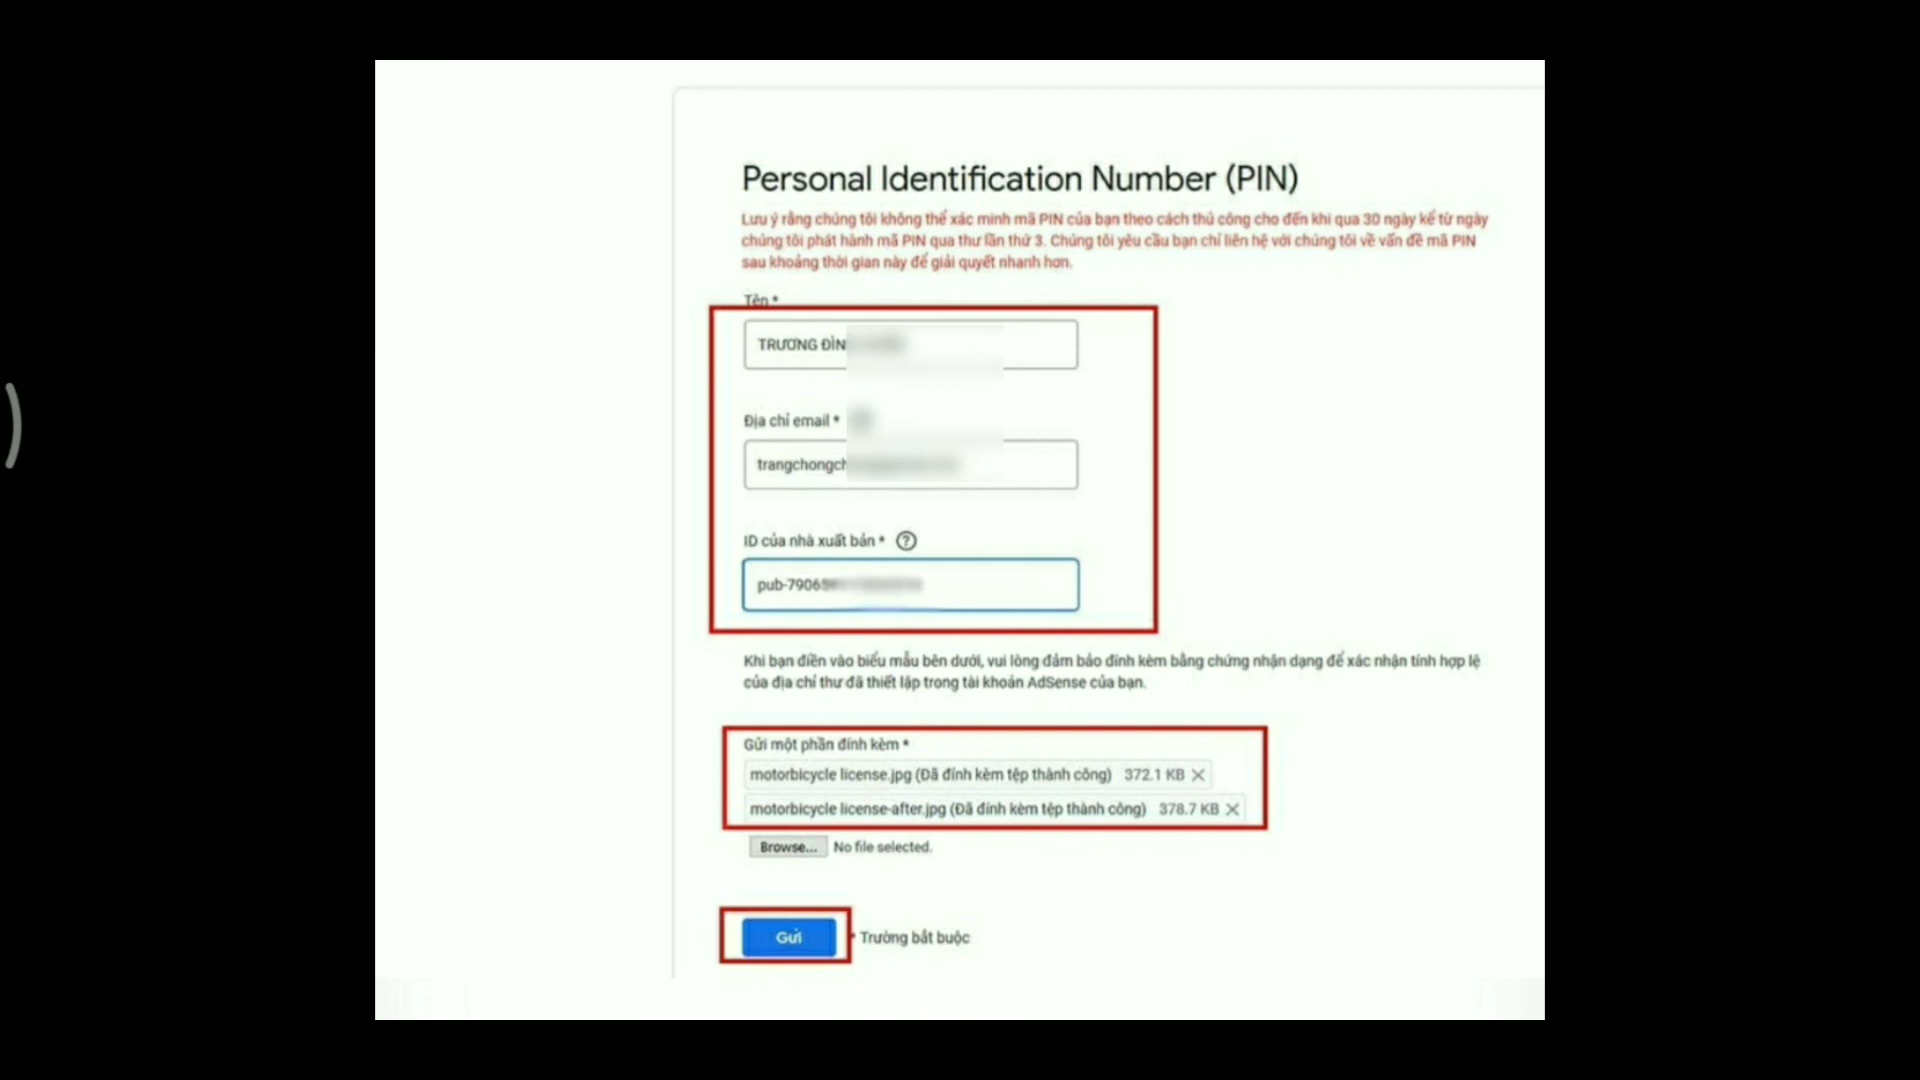 Personal Identification Number (PIN)
Lưu ý rằng chúng tôi không thể xác minh mã PIN của bạn theo cách thủ công cho đến khi qua 30 ngày kể từ ngày
chúng tôi phát hành mã PIN qua thư lần thứ 3. Chúng tôi yêu cầu bạn chỉ liên hệ với chúng tôi về vấn đề mã PIN
sau khoảng thời gian này để giải quyết nhanh hơn.
Tên *
TRƯƠNG
Địa chỉ email *
ID của nhà xuất bản * ?
Khi bạn điền vào biểu mẫu bên dưới, vui lòng đảm bảo đính kèm bằng chứng nhận dạng để xác nhận tính hợp lệ
của địa chỉ thư đã thiết lập trong tài khoản AdSense của bạn.
Gửi một phần đính kèm *
motorbicycle license.jpg (Đã đính kèm tệp thành công) 372.1 KB
motorbicycle license-after.jpg (Đã đính kèm tệp thành công) 378.7 KB
Browse... No file selected.
Gửi * Trường bắt buộc